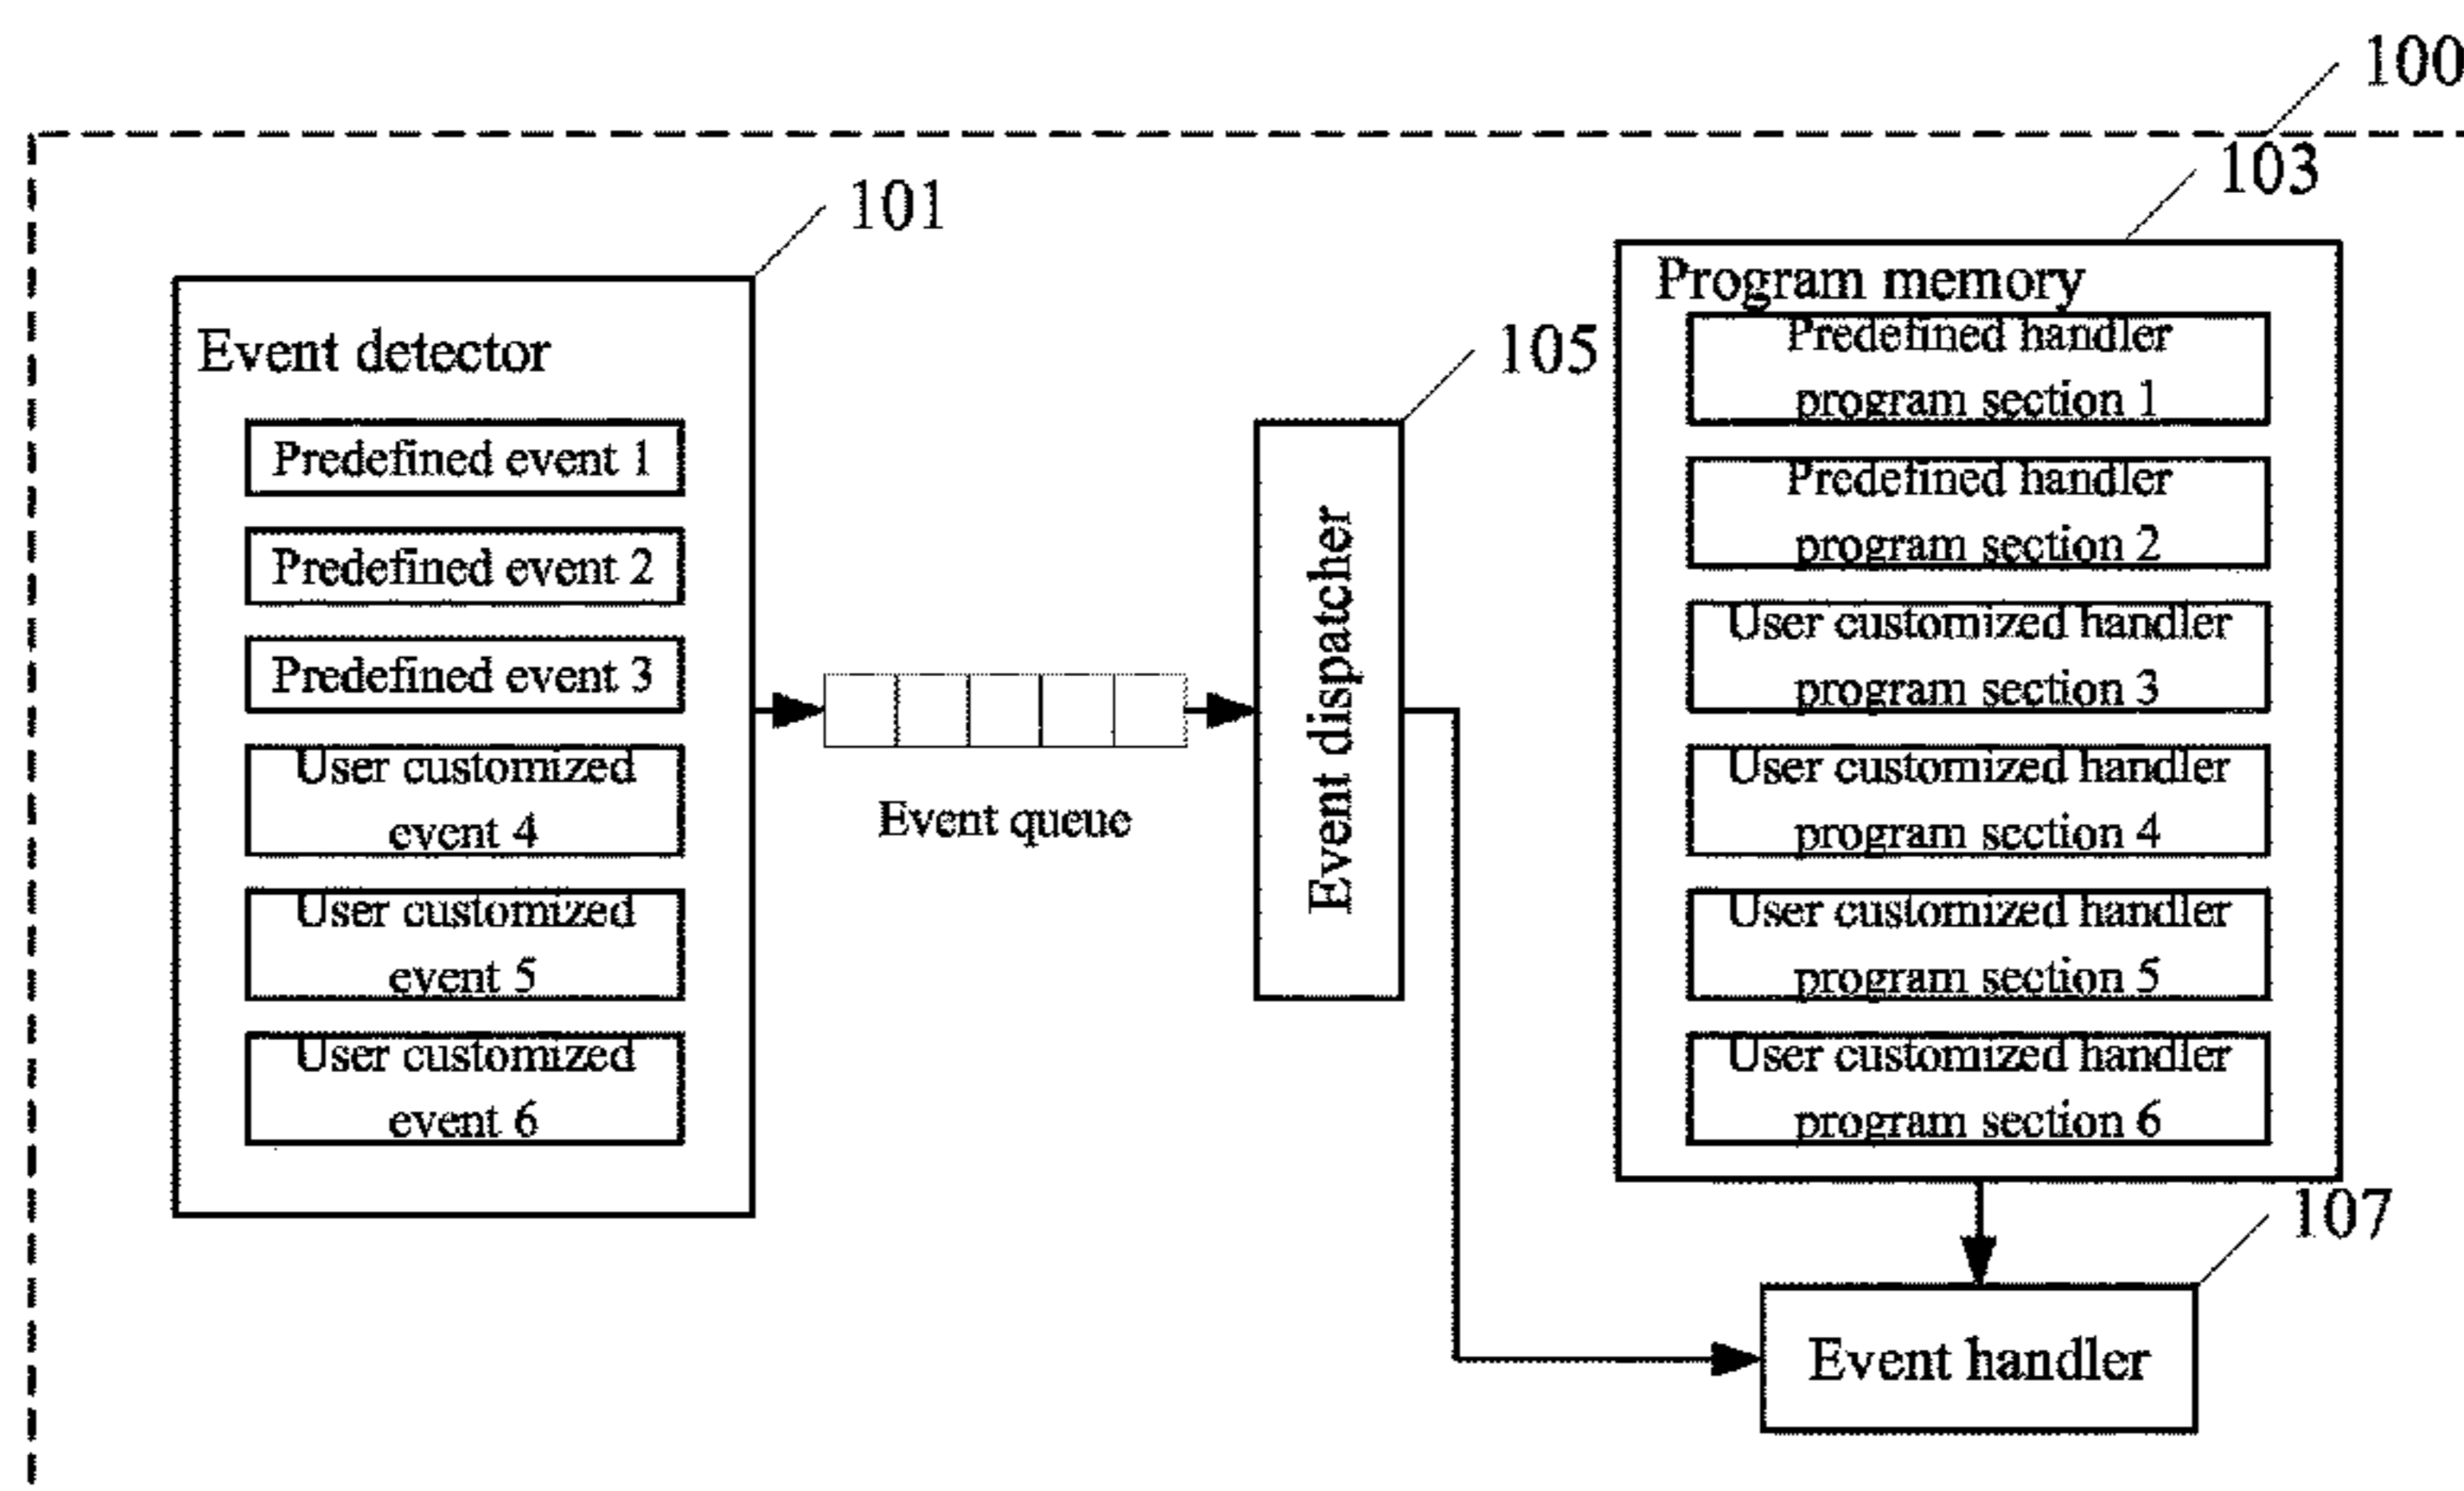 100
103
101
Program memory
Predefined handler
program section 1
105
Event detector
Predefined event 1
Predefined handler
program section 2
Predefined event 2
User customized handler
program section 3
Predefined event 3
User customized
event 4
Event queue
Event dispatcher
User customized handler
program section 4
User customized
event 5
User customized handler
program section 5
User customized
event 6
User customized handler
program section 6
107
Event handler